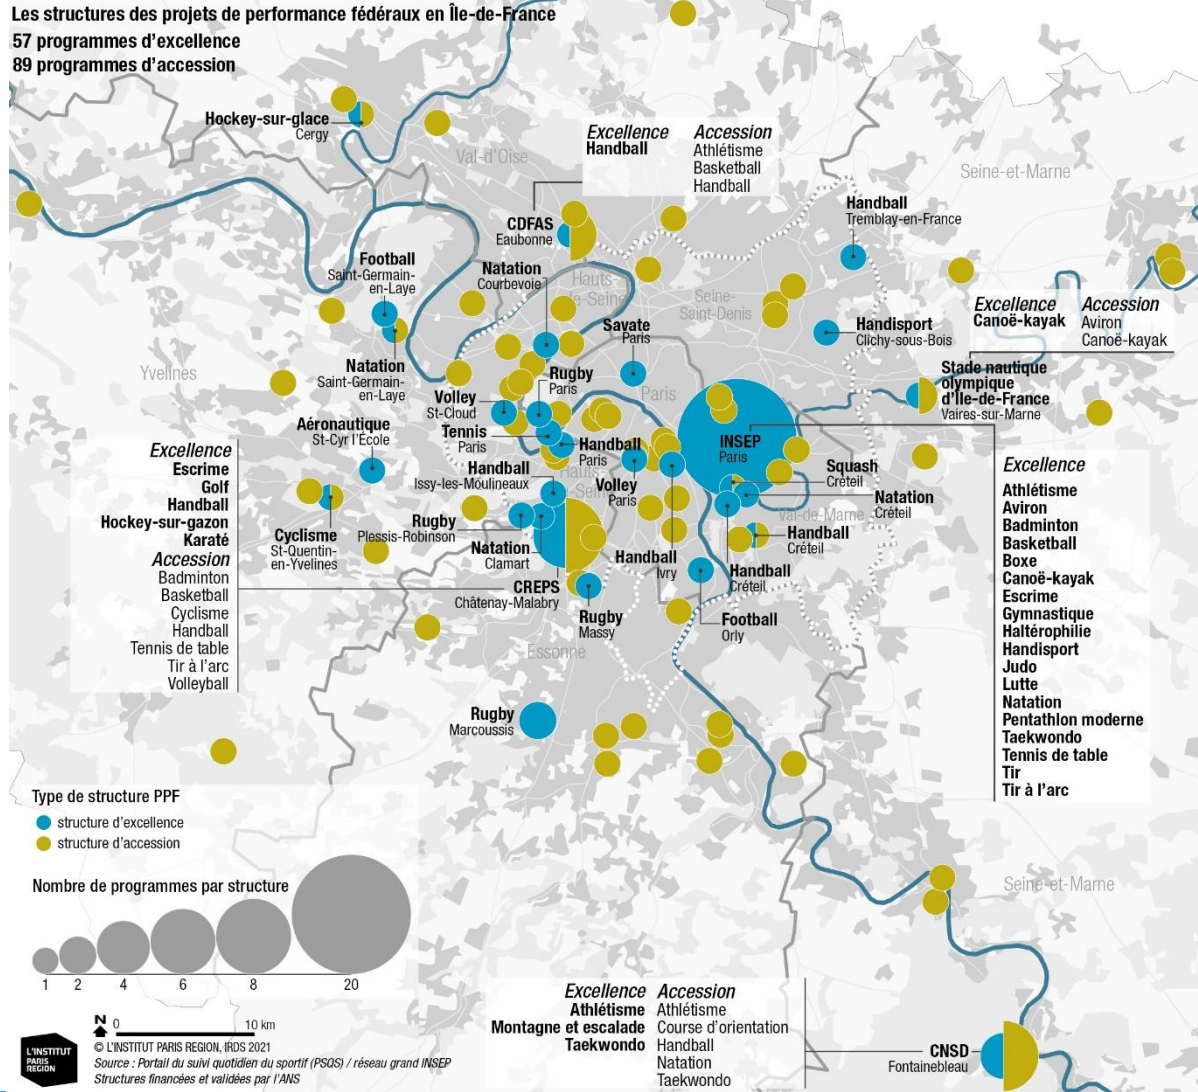 Les structures des projets de performance fédéraux en Île-de-France
57 programmes d'excellence
89 programmes d'accession
Hockey-sur-glace
Cergy
Val-d'Oise
Excellence
Handball
Accession
Athlétisme
Basketball
Handball
Seine-et-Marne
CDFAS
Eaubonne
Handball
Tremblay-en-France
Football
Saint-Germain-
en-Laye
Natation
Courbevoie
Hauts-
de-Seine
Seine-
Saint-Denis
Savate
Paris
Handisport
Clichy-sous-Bois
Excellence
Canoë-kayak
Accession
Aviron
Canoë-kayak
Yvelines
Natation
Saint-Germain-
en-Laye
Rugby
Paris
Paris
Stade nautique
olympique
d'Ile-de-France
Vaires-sur-Marne
Volley
St-Cloud
Aéronautique
St-Cyr l'École
Tennis
Paris
Handball
Paris
INSEP
Paris
Excellence
Escrime
Golf
Handball
Hockey-sur-gazon
Karaté
Accession
Badminton
Basketball
Cyclisme
Handball
Tennis de table
Tir à l'arc
Volleyball
Handball
Issy-les-Moulineaux
Hauts-
de-Seine
Volley
Paris
Squash
Créteil
Natation
Créteil
Val-de-Marne
Cyclisme
St-Quentin-
en-Yvelines
Rugby
Plessis-Robinson
Natation
Clamart
Handball
Ivry
Handball
Créteil
Handball
Créteil
CREPS
Châtenay-Malabry
Rugby
Massy
Football
Orly
Essonne
Excellence
Athlétisme
Aviron
Badminton
Basketball
Boxe
Canoë-kayak
Escrime
Gymnastique
Haltérophilie
Handisport
Judo
Lutte
Natation
Pentathlon moderne
Taekwondo
Tennis de table
Tir
Tir à l'arc
Rugby
Marcoussis
Type de structure PPF
structure d'excellence
structure d'accession
Nombre de programmes par structure
1 2 4 6 8 20
Seine-et-Marne
Excellence
Athlétisme
Montagne et escalade
Taekwondo
Accession
Athlétisme
Course d'orientation
Handball
Natation
Taekwondo
CNSD
Fontainebleau
N
0 10 km
L'INSTITUT
PARIS
REGION
© L'INSTITUT PARIS REGION, IRDS 2021
Source : Portail du suivi quotidien du sportif (PSQS) / réseau grand INSEP
Structures financées et validées par l'ANS